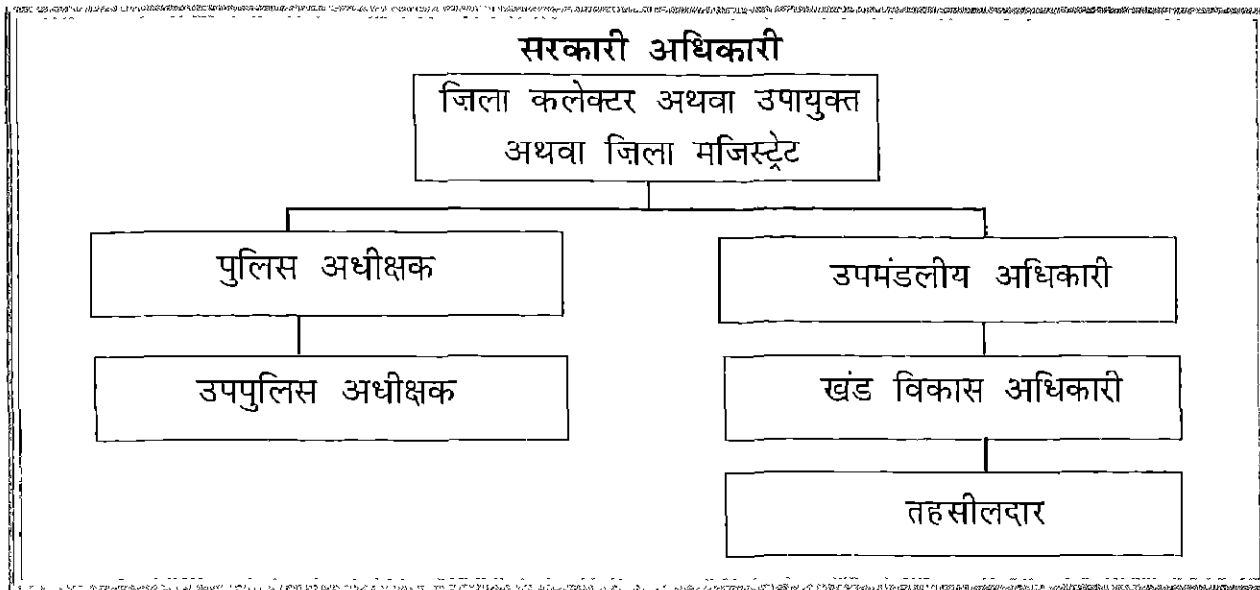 सरकारी अधिकारी
ज़िला कलेक्टर अथवा उपायुक्त
अथवा ज़िला मजिस्ट्रेट
पुलिस अधीक्षक
उपमंडलीय अधिकारी
उपपुलिस अधीक्षक
खंड विकास अधिकारी
तहसीलदार